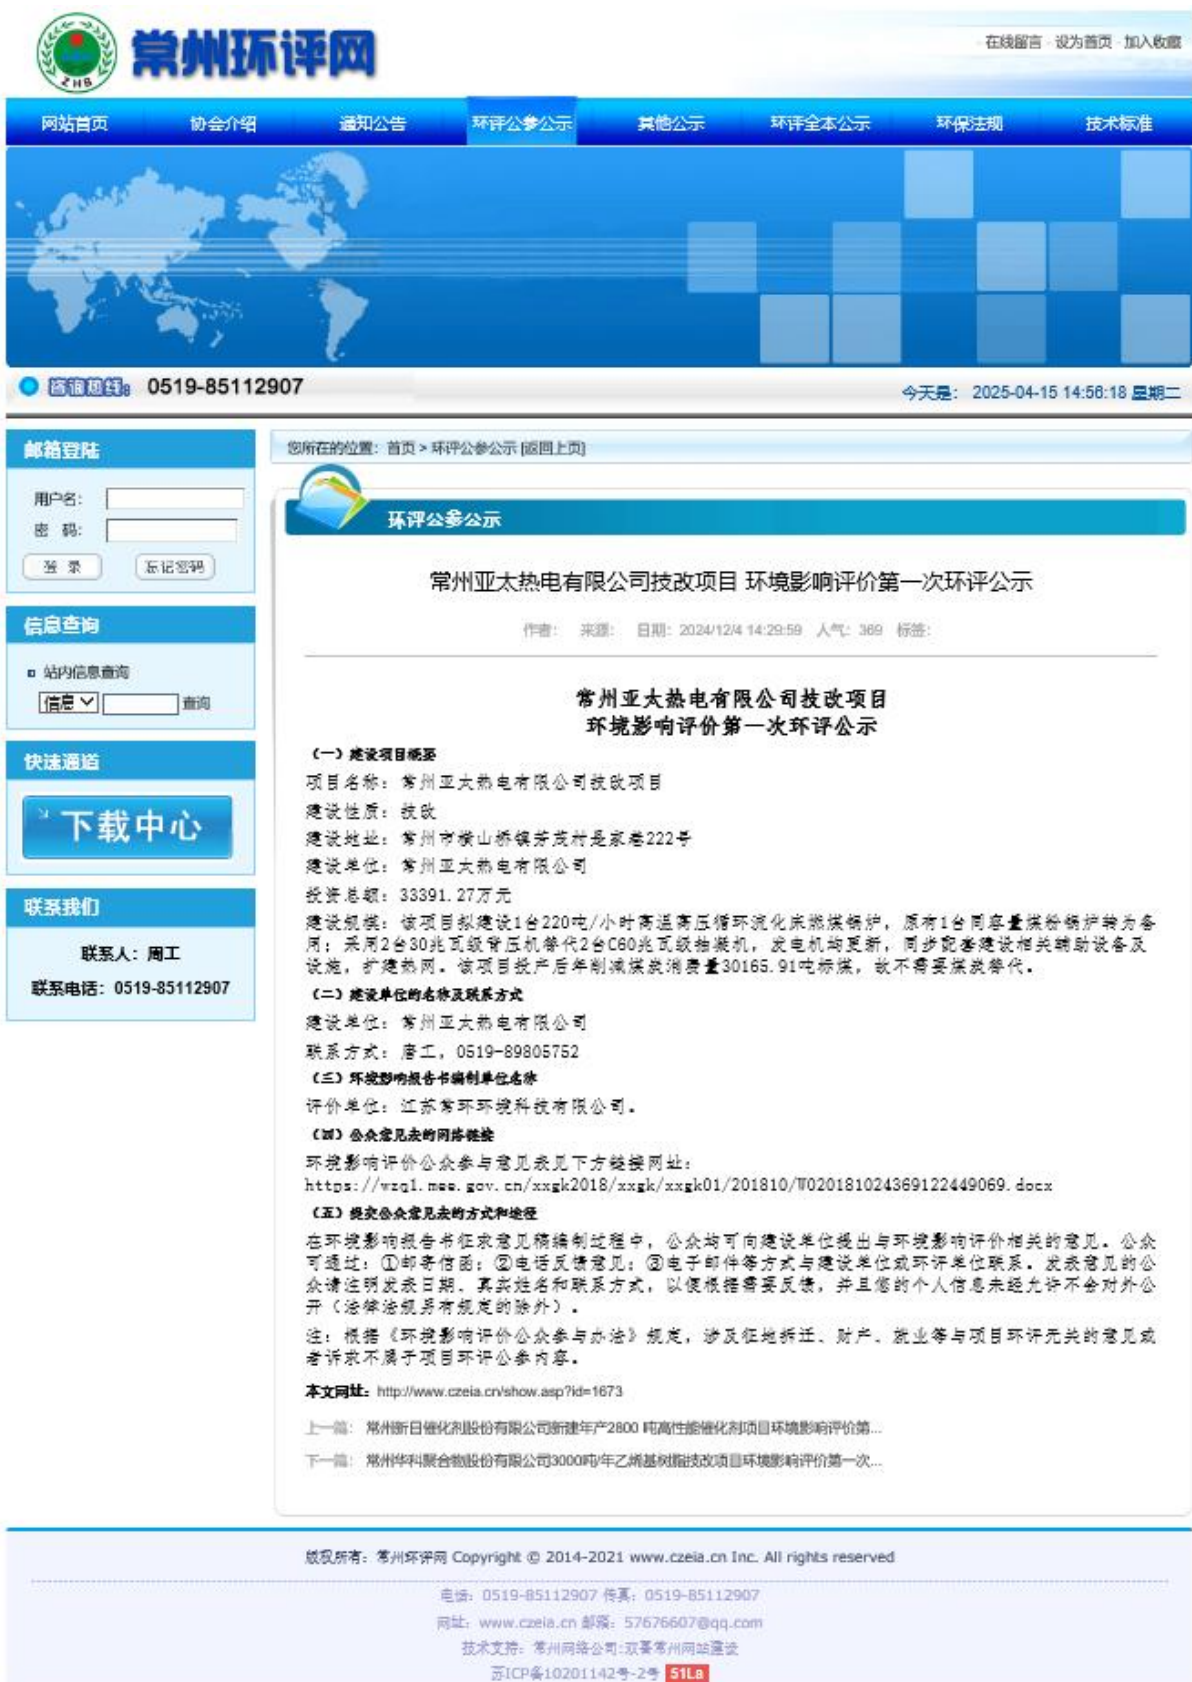 ZHB
常州环评网
在线留言 - 设为首页 - 加入收藏
网站首页 协会介绍 通知公告 环评公参公示 其他公示 环评全本公示 环保法规 技术标准
咨询热线: 0519-85112907
今天是: 2025-04-15 14:56:18 星期二
邮箱登陆
用户名:
密 码:
登 录 忘记密码
信息查询
站内信息查询
信息 查询
快速通道
下载中心
联系我们
联系人: 周工
联系电话: 0519-85112907
您所在的位置: 首页 > 环评公参公示 [返回上页]
环评公参公示
常州亚太热电有限公司技改项目 环境影响评价第一次环评公示
作者: 来源: 日期: 2024/12/4 14:29:59 人气: 369 标签:
常州亚太热电有限公司技改项目
环境影响评价第一次环评公示
(一)建设项目概要
项目名称: 常州亚太热电有限公司技改项目
建设性质: 技改
建设地址: 常州市横山桥镇芳茂村是家巷222号
建设单位: 常州亚太热电有限公司
投资总额: 33391.27万元
建设规模: 该项目拟建设1台220吨/小时高温高压循环流化床燃煤锅炉, 原有1台同容量煤粉锅炉转为备
用; 采用2台30兆瓦级背压机替代2台C60兆瓦级抽凝机, 发电机均更新, 同步配套建设相关辅助设备及
设施, 扩建热网。该项目投产后年削减煤炭消费量30165.91吨标煤, 故不需要煤炭替代。
(二)建设单位的名称及联系方式
建设单位: 常州亚太热电有限公司
联系方式: 唐工, 0519-89805752
(三)环境影响报告书编制单位名称
评价单位: 江苏常环环境科技有限公司。
(四)公众意见表的网络链接
环境影响评价公众参与意见表见下方链接网址:
https://wzq1.mee.gov.cn/xxgk2018/xxgk/xxgk01/201810/W020181024369122449069.docx
(五)提交公众意见表的方式和途径
在环境影响报告书征求意见稿编制过程中, 公众均可向建设单位提出与环境影响评价相关的意见。公众
可通过: ①邮寄信函; ②电话反馈意见; ③电子邮件等方式与建设单位或环评单位联系。发表意见的公
众请注明发表日期、真实姓名和联系方式, 以便根据需要反馈, 并且您的个人信息未经允许不会对外公
开(法律法规另有规定的除外)。
注: 根据《环境影响评价公众参与办法》规定, 涉及征地拆迁、财产、就业等与项目环评无关的意见或
者诉求不属于项目环评公参内容。
本文网址: http://www.czeia.cn/show.asp?id=1673
上一篇: 常州新日催化剂股份有限公司新建年产2800 吨高性能催化剂项目环境影响评价第...
下一篇: 常州华科聚合物股份有限公司3000吨/年乙烯基树脂技改项目环境影响评价第一次...
版权所有: 常州环评网 Copyright © 2014-2021 www.czeia.cn Inc. All rights reserved
电话: 0519-85112907 传真: 0519-85112907
网址: www.czeia.cn 邮箱: 57676607@qq.com
技术支持: 常州网络公司:双喜常州网站建设
苏ICP备10201142号-2号 51La